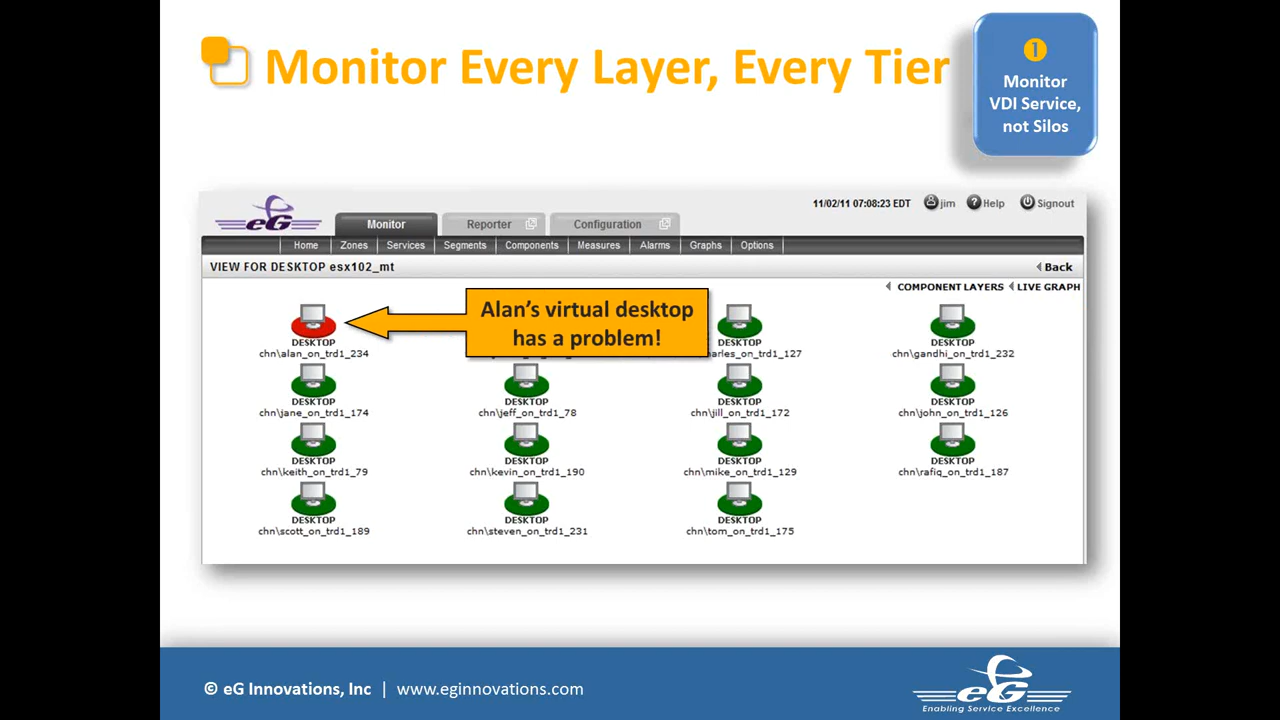 Monitor Every Layer, Every Tier
1
Monitor
VDI Service,
not Silos
eG
11/02/11 07:08:23 EDT jim ? Help Signout
Monitor Reporter Configuration
Home Zones Services Segments Components Measures Alarms Graphs Options
VIEW FOR DESKTOP esx102_mt Back
COMPONENT LAYERS LIVE GRAPH
Alan's virtual desktop
has a problem!
DESKTOP DESKTOP DESKTOP
chn\alan_on_trd1_234 arles_on_trd1_127 chn\gandhi_on_trd1_232
DESKTOP DESKTOP DESKTOP DESKTOP
chn\jane_on_trd1_174 chn\jeff_on_trd1_78 chn\jill_on_trd1_172 chn\john_on_trd1_126
DESKTOP DESKTOP DESKTOP DESKTOP
chn\keith_on_trd1_79 chn\kevin_on_trd1_190 chn\mike_on_trd1_129 chn\rafiq_on_trd1_187
DESKTOP DESKTOP DESKTOP
chn\scott_on_trd1_189 chn\steven_on_trd1_231 chn\tom_on_trd1_175
© eG Innovations, Inc | www.eginnovations.com
eG
Enabling Service Excellence